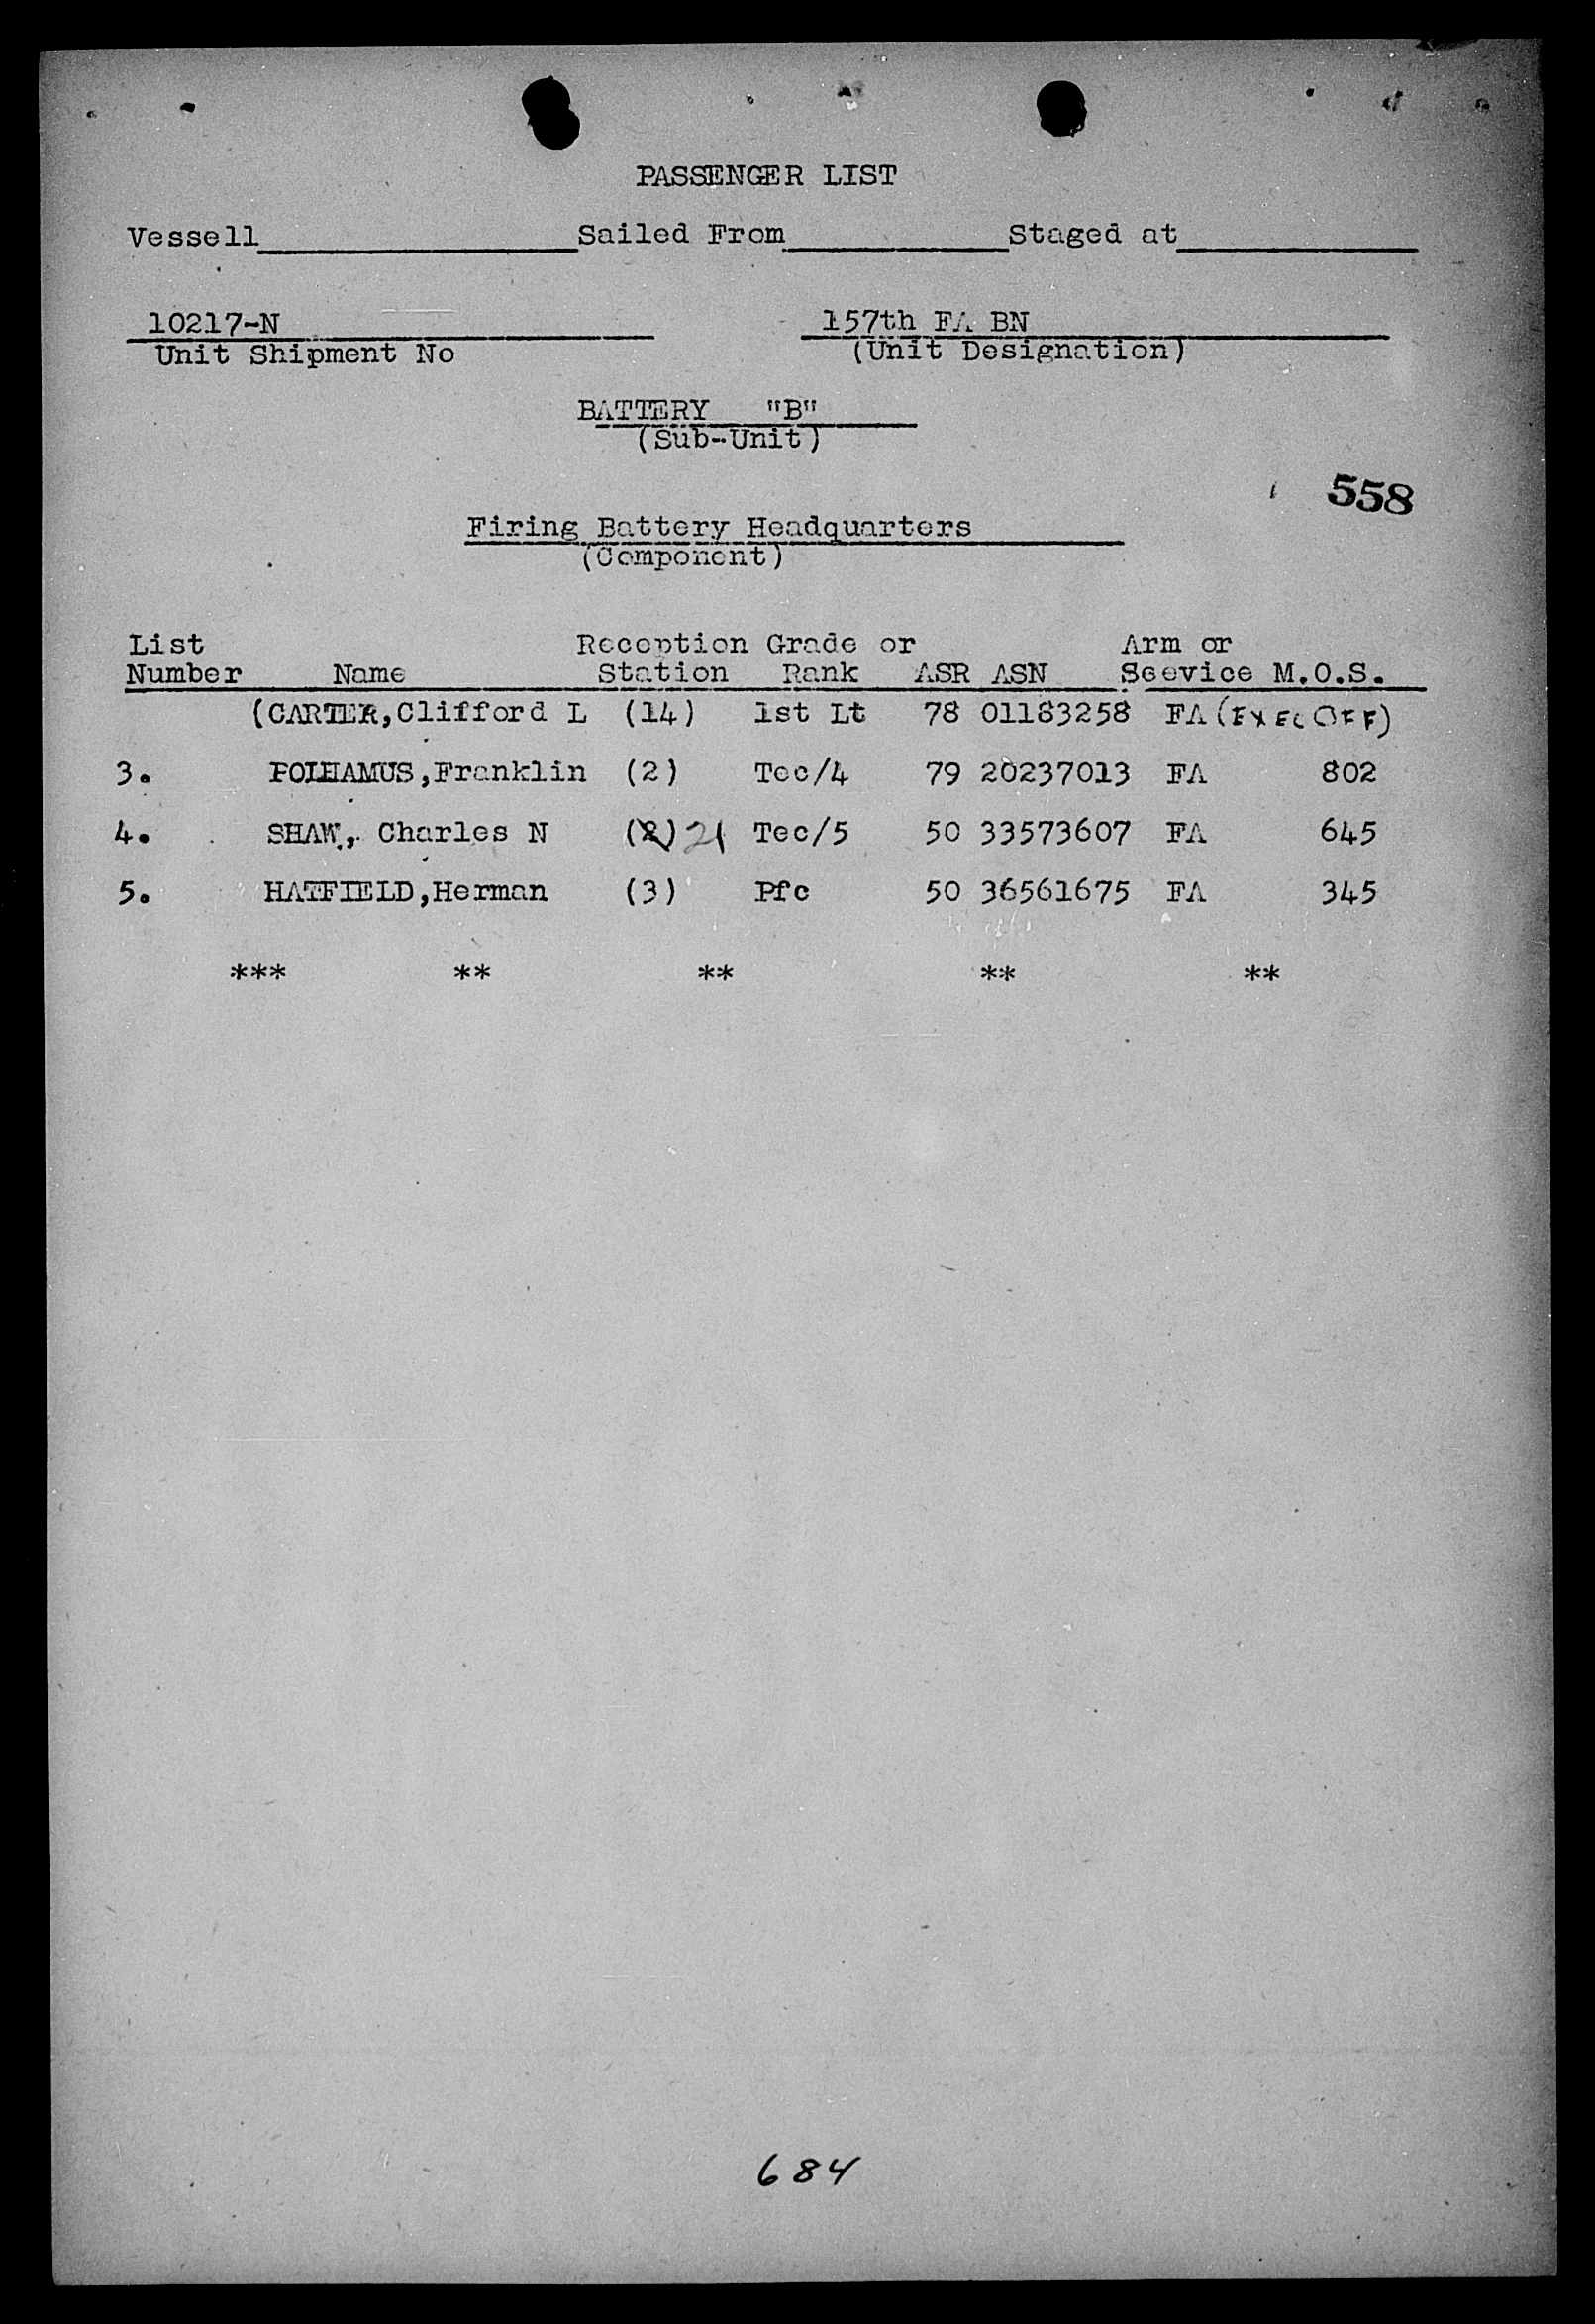 PASSENGER LIST
Vessell Sailed From Staged at
10217-N 157th FA BN
Unit Shipment No (Unit Designation)
BATTERY "B"
(Sub-Unit)
558
Firing Battery Headquarters
(Component)
List Reception Grade or Arm or
Number Name Station Rank ASR ASN Seevice M.O.S.
(CARTER,Clifford L (14) 1st Lt 78 01183258 FA (EXEC OFF)
3. POLHAMUS,Franklin (2) Tec/4 79 20237013 FA 802
4. SHAW, Charles N (2) 21 Tec/5 50 33573607 FA 645
5. HATFIELD,Herman (3) Pfc 50 36561675 FA 345
*** ** ** ** **
684